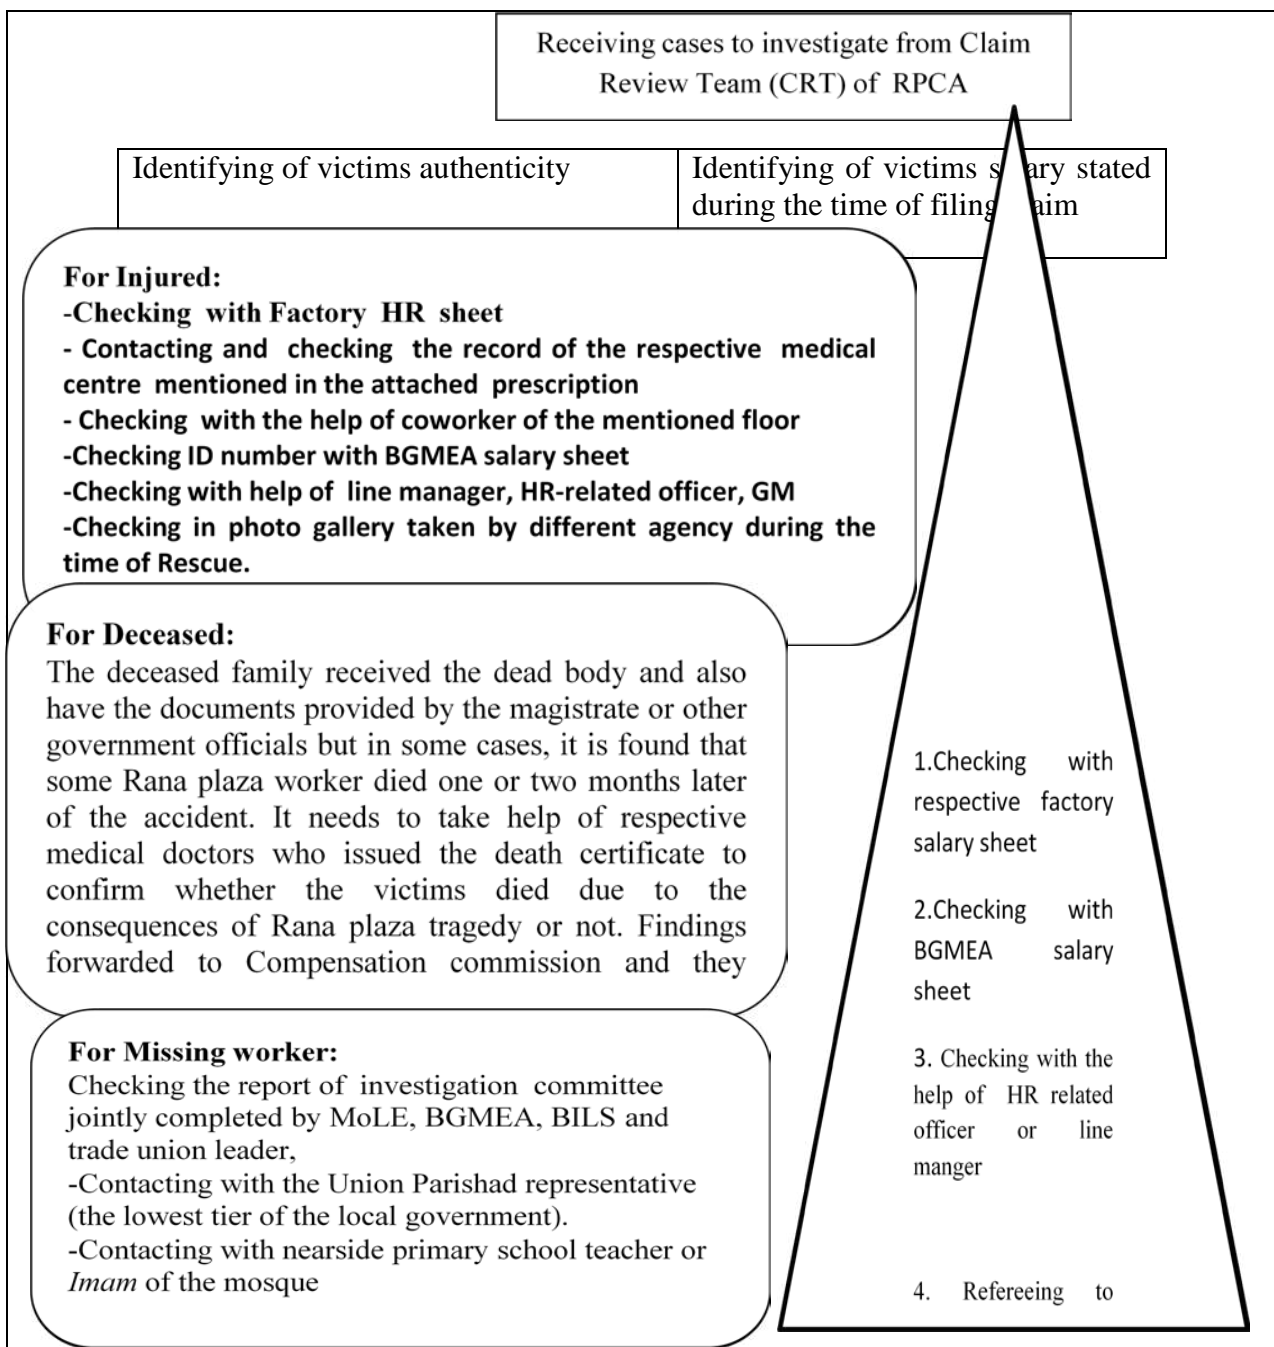 Receiving cases to investigate from Claim
Review Team (CRT) of RPCA
Identifying of victims authenticity
Identifying of victims s ary stated
during the time of filing aim
For Injured:
-Checking with Factory HR sheet
- Contacting and checking the record of the respective medical
centre mentioned in the attached prescription
- Checking with the help of coworker of the mentioned floor
-Checking ID number with BGMEA salary sheet
-Checking with help of line manager, HR-related officer, GM
-Checking in photo gallery taken by different agency during the
time of Rescue.
For Deceased:
The deceased family received the dead body and also
have the documents provided by the magistrate or other
government officials but in some cases, it is found that
some Rana plaza worker died one or two months later
of the accident. It needs to take help of respective
medical doctors who issued the death certificate to
confirm whether the victims died due to the
consequences of Rana plaza tragedy or not. Findings
forwarded to Compensation commission and they
For Missing worker:
Checking the report of investigation committee
jointly completed by MoLE, BGMEA, BILS and
trade union leader,
-Contacting with the Union Parishad representative
(the lowest tier of the local government).
-Contacting with nearside primary school teacher or
Imam of the mosque
1.Checking with
respective factory
salary sheet
2.Checking with
BGMEA salary
sheet
3. Checking with the
help of HR related
officer or line
manger
4. Refereeing to